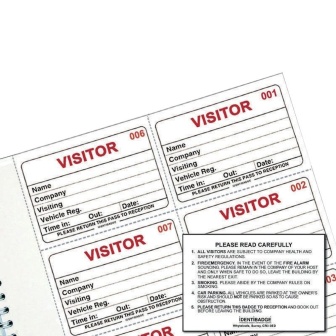 006
VISITOR
Name
Company
Visiting
Vehicle Reg.
Time In: Out: Date:
PLEASE RETURN THIS PASS TO RECEPTION
001
VISITOR
Name
Company
Visiting
Vehicle Reg.
Time In: Out: Date:
PLEASE RETURN THIS PASS TO RECEPTION
007
VISITOR
Name
Company
002
VISITOR
003
PLEASE READ CAREFULLY
1. ALL VISITORS ARE SUBJECT TO COMPANY HEALTH AND
SAFETY REGULATIONS.
2. FIRE/EMERGENCY. IN THE EVENT OF THE FIRE ALARM
SOUNDING, PLEASE REMAIN IN THE COMPANY OF YOUR HOST
AND ONLY WHEN SAFE TO DO SO, LEAVE THE BUILDING BY
THE NEAREST EXIT.
3. SMOKING. PLEASE ABIDE BY THE COMPANY RULES ON
SMOKING.
4. CAR PARKING. ALL VEHICLES ARE PARKED AT THE OWNER'S
RISK AND SHOULD NOT BE PARKED SO AS TO CAUSE
OBSTRUCTION.
5. PLEASE RETURN THIS BADGE TO RECEPTION AND BOOK OUT
BEFORE LEAVING THE BUILDING.
IDENTIBADGE
Whyteleafe, Surrey,